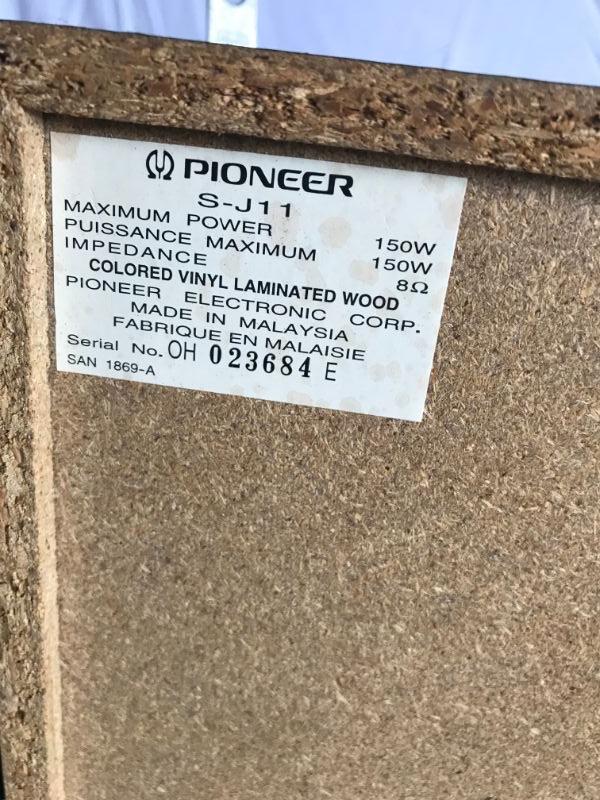 PIONEER
S-J11
MAXIMUM POWER 150W
PUISSANCE MAXIMUM 150W
IMPEDANCE 8Ω
COLORED VINYL LAMINATED WOOD
PIONEER ELECTRONIC CORP.
MADE IN MALAYSIA
FABRIQUE EN MALAISIE
Serial No. OH 023684 E
SAN 1869-A